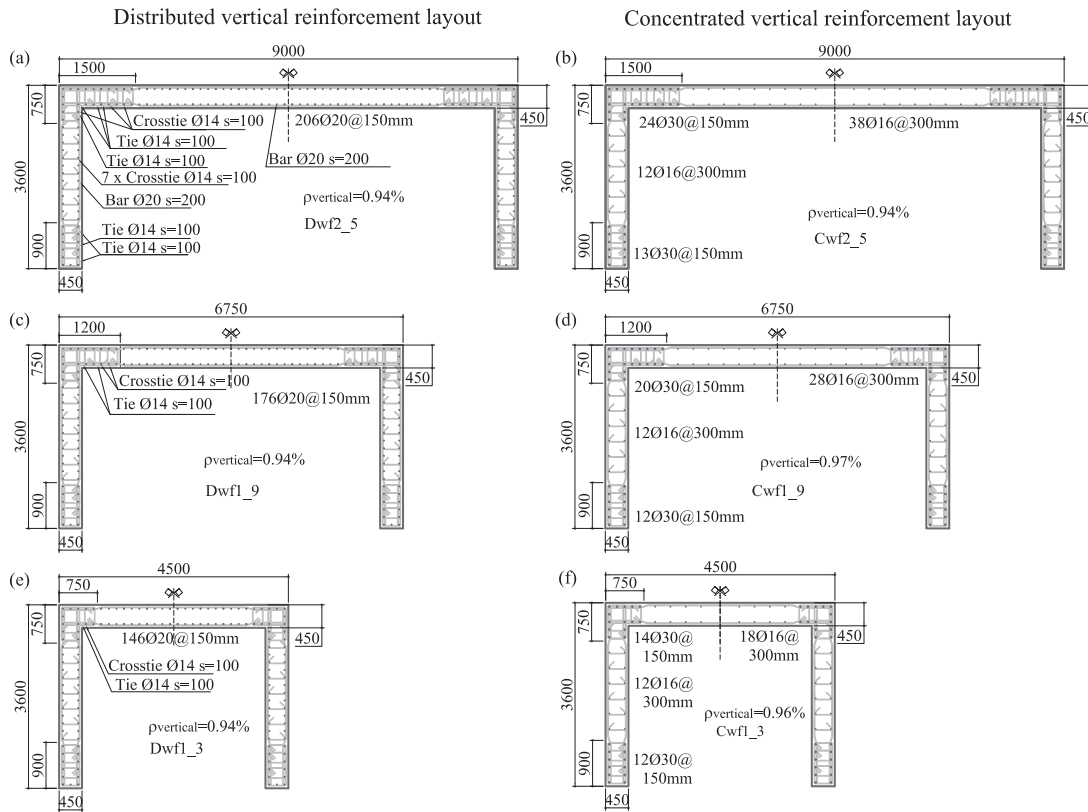 Distributed vertical reinforcement layout
Concentrated vertical reinforcement layout
(a)
9000
1500
750
3600
900
450
450
Crosstie Ø14 s=100
Tie Ø14 s=100
Tie Ø14 s=100
7 x Crosstie Ø14 s=100
Bar Ø20 s=200
Tie Ø14 s=100
Tie Ø14 s=100
206Ø20@150mm
Bar Ø20 s=200
ρvertical=0.94%
Dwf2_5
(b)
9000
1500
750
3600
900
450
450
24Ø30@150mm
38Ø16@300mm
12Ø16@300mm
ρvertical=0.94%
Cwf2_5
13Ø30@150mm
(c)
6750
1200
750
3600
900
450
450
Crosstie Ø14 s=100
Tie Ø14 s=100
176Ø20@150mm
ρvertical=0.94%
Dwf1_9
(d)
6750
1200
750
3600
900
450
450
20Ø30@150mm
28Ø16@300mm
12Ø16@300mm
ρvertical=0.97%
Cwf1_9
12Ø30@150mm
(e)
4500
750
750
3600
900
450
450
146Ø20@150mm
Crosstie Ø14 s=100
Tie Ø14 s=100
ρvertical=0.94%
Dwf1_3
(f)
4500
750
750
3600
900
450
450
14Ø30@
150mm
18Ø16@
300mm
12Ø16@
300mm
ρvertical=0.96%
Cwf1_3
12Ø30@
150mm